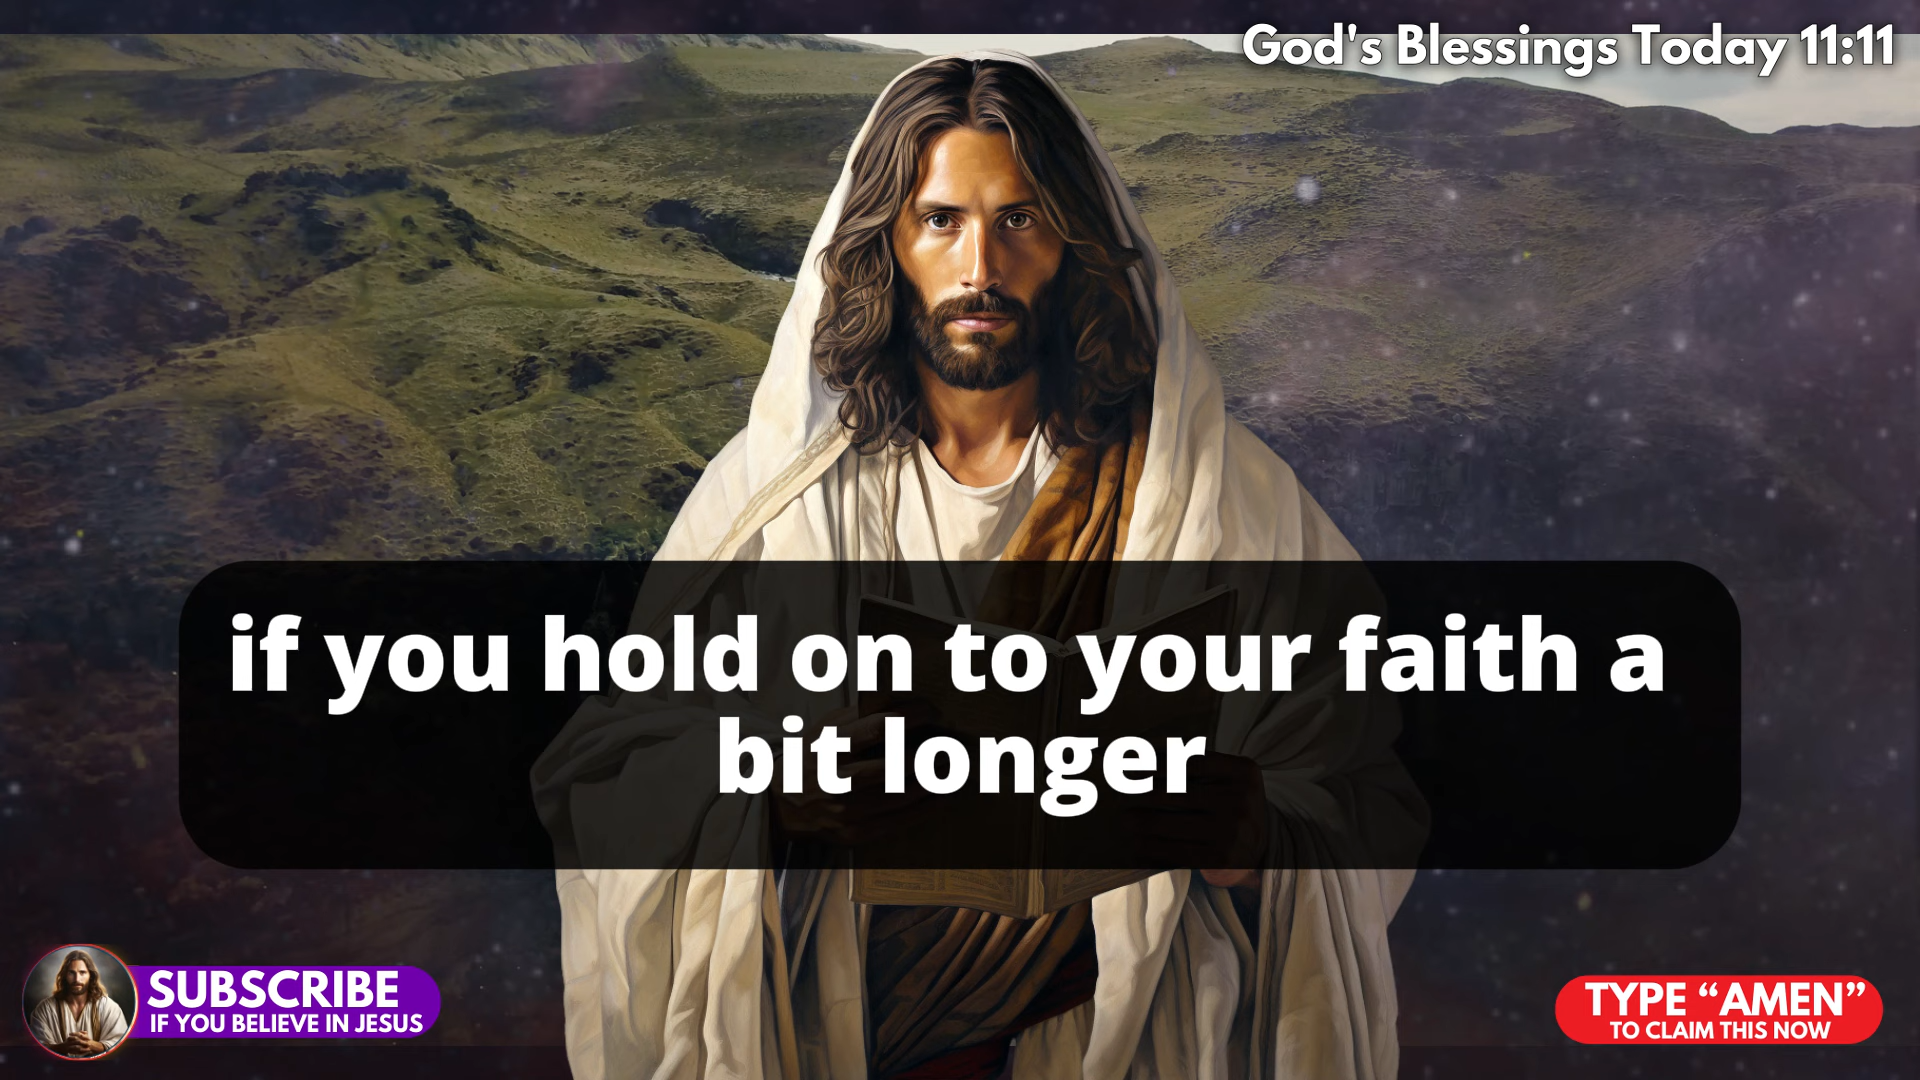 God's Blessings Today 11:11
if you hold on to your faith a
bit longer
SUBSCRIBE
IF YOU BELIEVE IN JESUS
TYPE “AMEN”
TO CLAIM THIS NOW